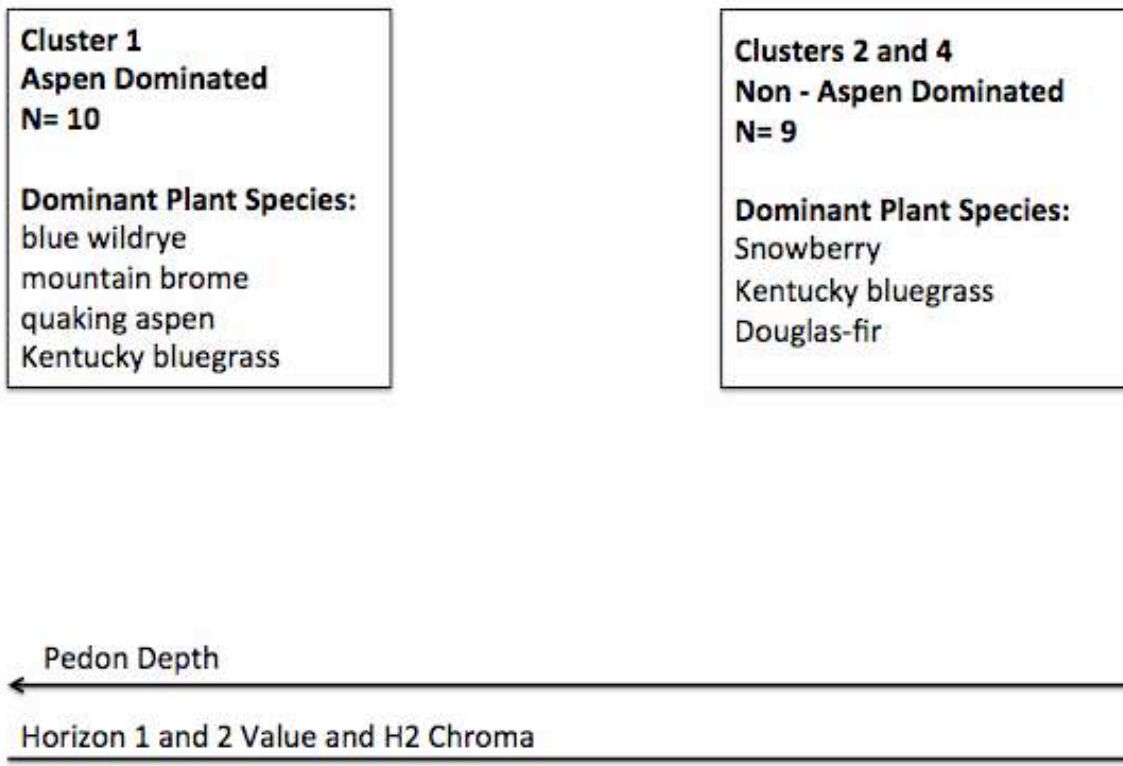 Cluster 1
Aspen Dominated
N= 10
Dominant Plant Species:
blue wildrye
mountain brome
quaking aspen
Kentucky bluegrass
Clusters 2 and 4
Non - Aspen Dominated
N= 9
Dominant Plant Species:
Snowberry
Kentucky bluegrass
Douglas-fir
Pedon Depth
Horizon 1 and 2 Value and H2 Chroma